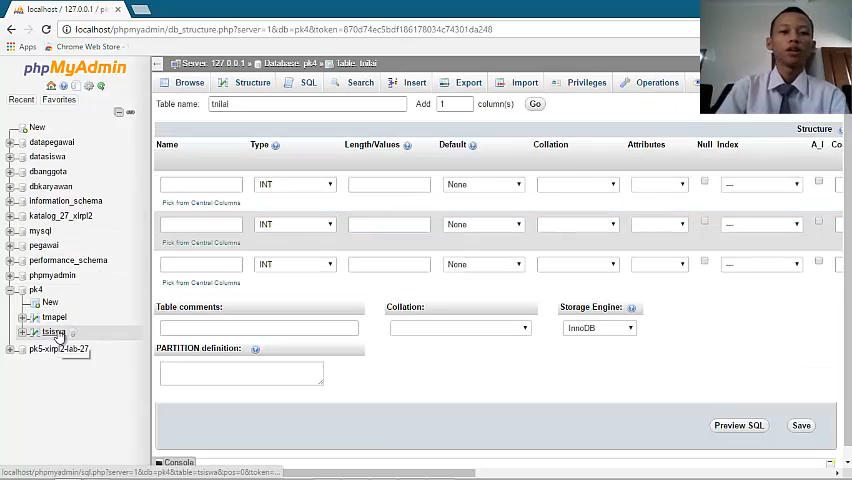 localhost / 127.0.0.1 / pk
localhost/phpmyadmin/db_structure.php?server=1&db=pk4&token=870d74ec5bdf186178034c74301da248
Apps Chrome Web Store -
phpMyAdmin
Recent Favorites
New
datapegawai
datasiswa
dbanggota
dbkaryawan
information_schema
katalog_27_xirpl2
mysql
pegawai
performance_schema
phpmyadmin
pk4
New
tmapel
tsiswa
pk5-xirpl2-lab-27
Server: 127.0.0.1 » Database: pk4 » Table: tnilai
Browse Structure SQL Search Insert Export Import Privileges Operations
Table name: tnilai Add 1 column(s) Go
Structure
Name Type Length/Values Default Collation Attributes Null Index A_I
INT None ---
Pick from Central Columns
INT None ---
Pick from Central Columns
INT None ---
Pick from Central Columns
Table comments: Collation: Storage Engine:
InnoDB
PARTITION definition:
Preview SQL Save
Console
localhost/phpmyadmin/sql.php?server=1&db=pk4&table=tsiswa&pos=0&token=...